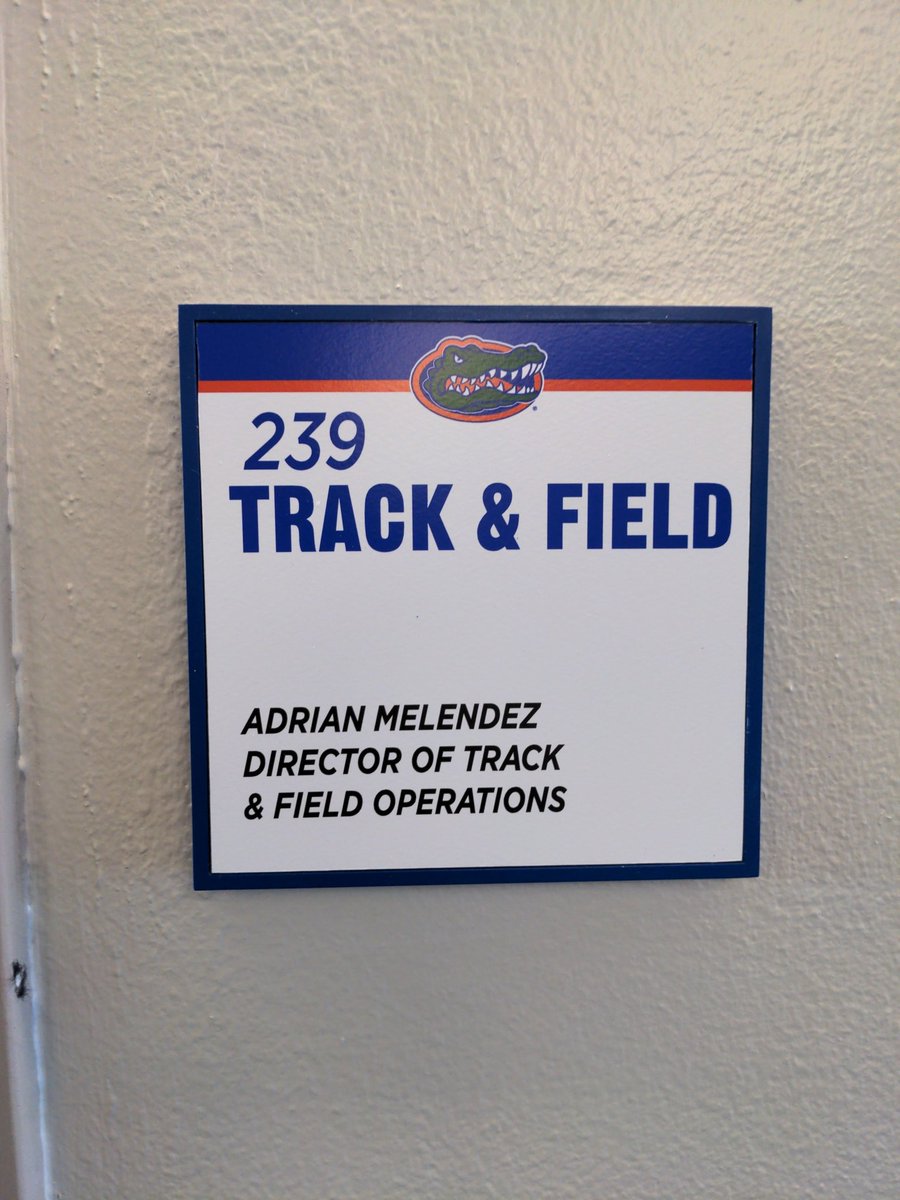 239
TRACK & FIELD
ADRIAN MELENDEZ
DIRECTOR OF TRACK
& FIELD OPERATIONS